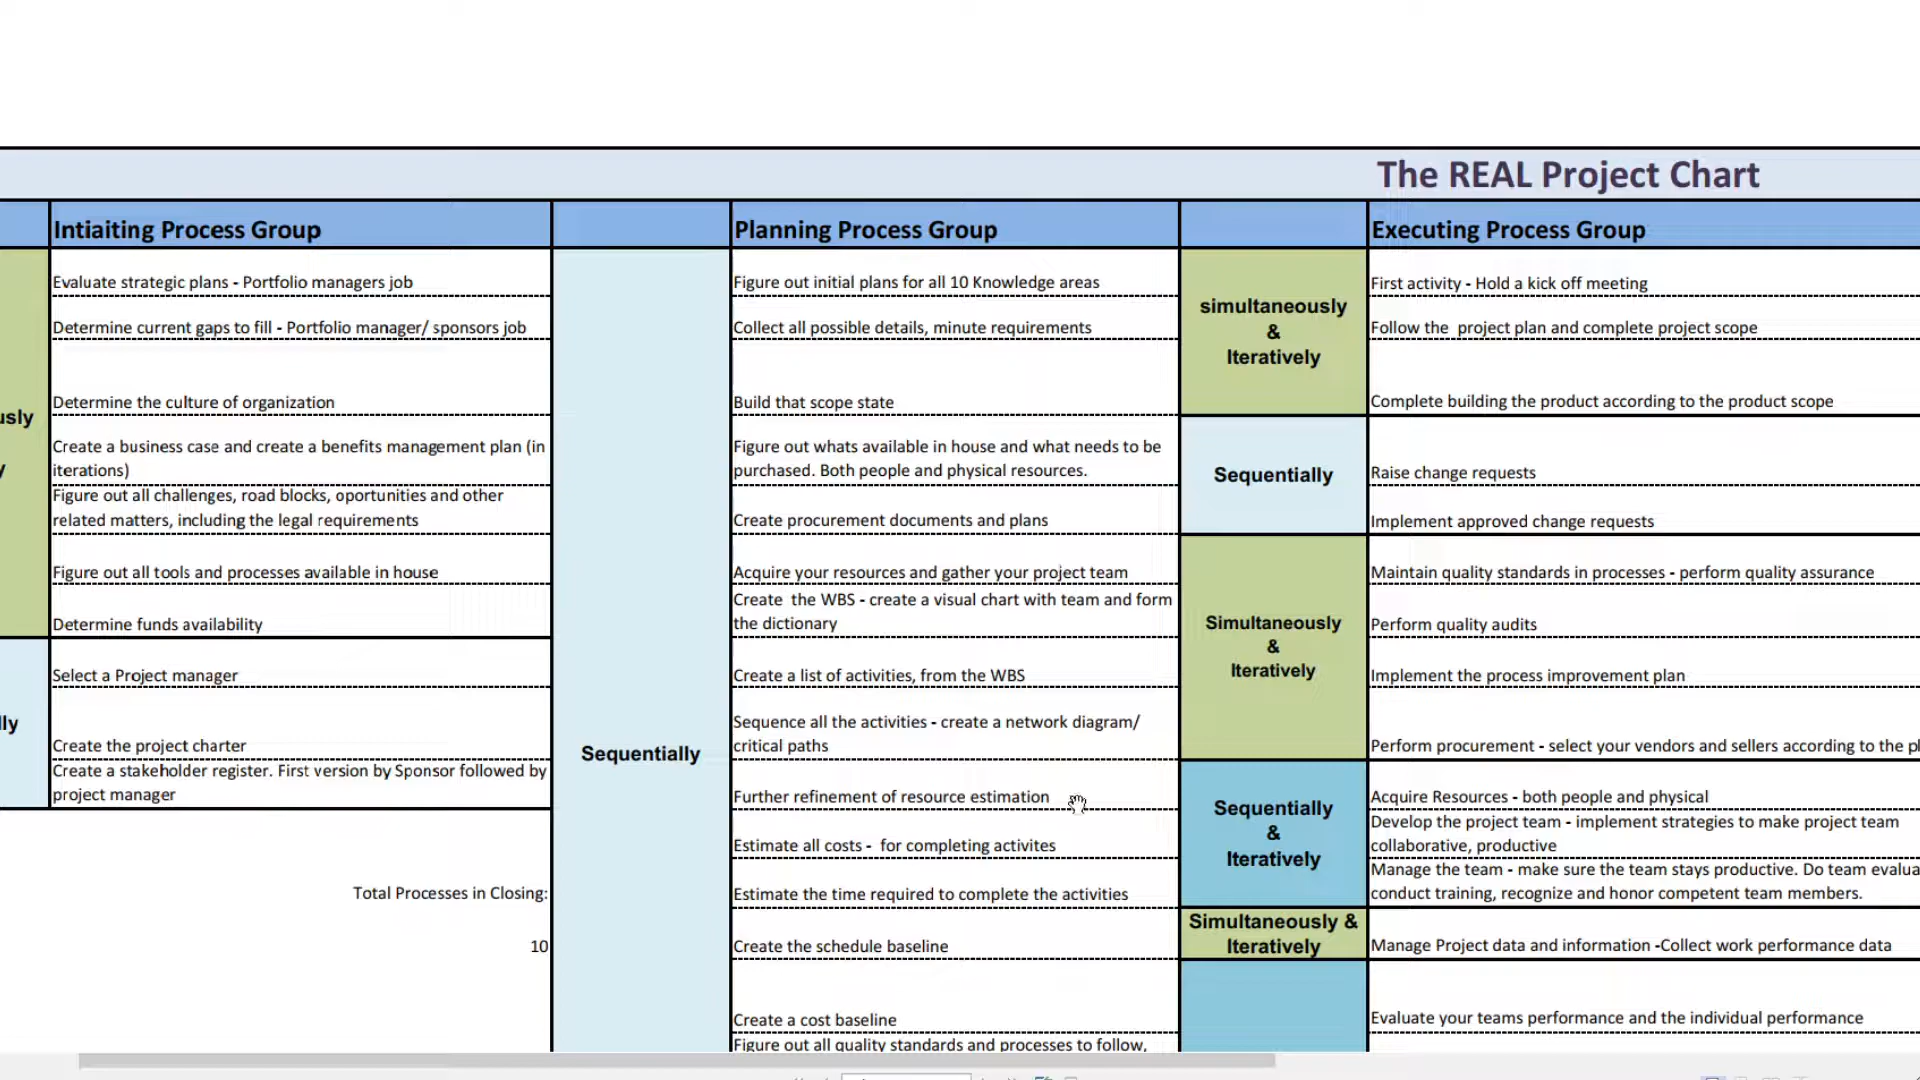 The REAL Project Chart
Intiaiting Process Group
Planning Process Group
Executing Process Group
usly
y
Evaluate strategic plans - Portfolio managers job
Determine current gaps to fill - Portfolio manager/ sponsors job
Determine the culture of organization
Create a business case and create a benefits management plan (in
iterations)
Figure out all challenges, road blocks, oportunities and other
related matters, including the legal requirements
Figure out all tools and processes available in house
Determine funds availability
lly
Select a Project manager
Create the project charter
Create a stakeholder register. First version by Sponsor followed by
project manager
Total Processes in Closing:
10
Sequentially
Figure out initial plans for all 10 Knowledge areas
Collect all possible details, minute requirements
Build that scope state
Figure out whats available in house and what needs to be
purchased. Both people and physical resources.
Create procurement documents and plans
Acquire your resources and gather your project team
Create the WBS - create a visual chart with team and form
the dictionary
Create a list of activities, from the WBS
Sequence all the activities - create a network diagram/
critical paths
Further refinement of resource estimation
Estimate all costs - for completing activites
Estimate the time required to complete the activities
Create the schedule baseline
Create a cost baseline
Figure out all quality standards and processes to follow,
simultaneously
&
Iteratively
First activity - Hold a kick off meeting
Follow the project plan and complete project scope
Complete building the product according to the product scope
Sequentially
Raise change requests
Implement approved change requests
Simultaneously
&
Iteratively
Maintain quality standards in processes - perform quality assurance
Perform quality audits
Implement the process improvement plan
Perform procurement - select your vendors and sellers according to the pl
Sequentially
&
Iteratively
Acquire Resources - both people and physical
Develop the project team - implement strategies to make project team
collaborative, productive
Manage the team - make sure the team stays productive. Do team evalua
conduct training, recognize and honor competent team members.
Simultaneously &
Iteratively
Manage Project data and information -Collect work performance data
Evaluate your teams performance and the individual performance